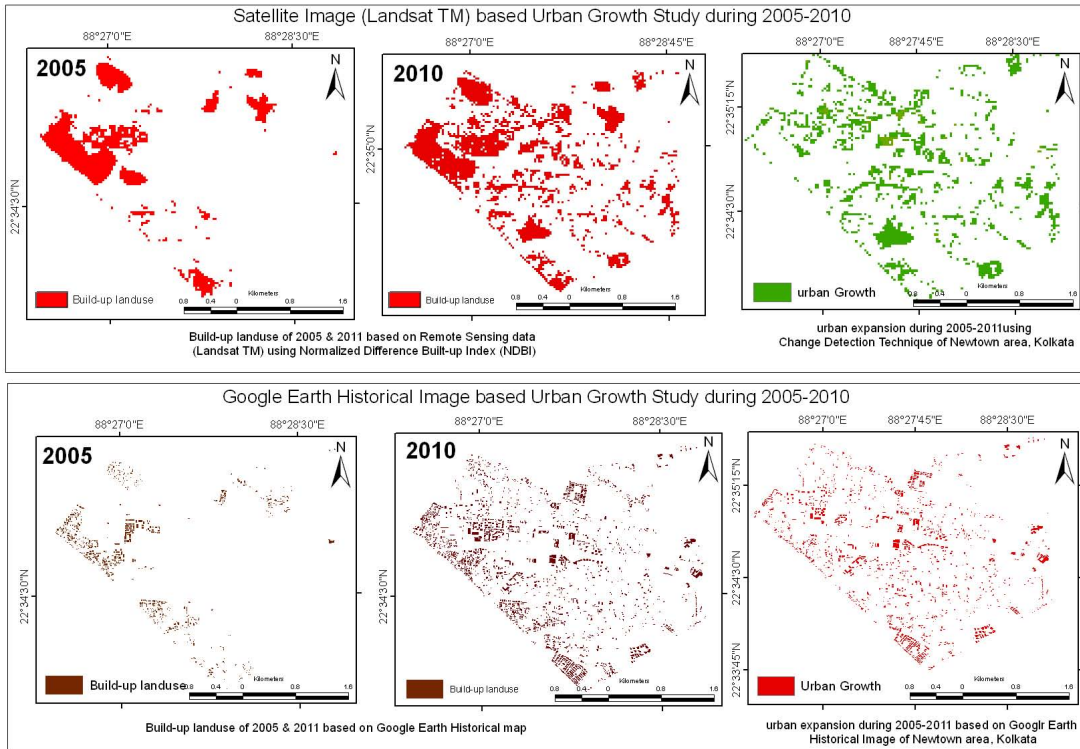 Satellite Image (Landsat TM) based Urban Growth Study during 2005-2010
88°27'0"E 88°28'30"E
2005
N
22°34'30"N
Build-up landuse
Kilometers
0.8 0.4 0 0.8 1.6
88°27'0"E 88°28'45"E
2010
N
22°35'0"N
Build-up landuse
Kilometers
0.8 0.4 0 0.8 1.6
Build-up landuse of 2005 & 2011 based on Remote Sensing data
(Landsat TM) using Normalized Difference Built-up Index (NDBI)
88°27'0"E 88°27'45"E 88°28'30"E
N
22°35'15"N
22°34'30"N
urban Growth
Kilometers
0.8 0.4 0 0.8 1.6
urban expansion during 2005-2011using
Change Detection Technique of Newtown area, Kolkata
Google Earth Historical Image based Urban Growth Study during 2005-2010
88°27'0"E 88°28'30"E
2005
N
22°34'30"N
Build-up landuse
Kilometers
0.8 0.4 0 0.8 1.6
88°27'0"E 88°28'30"E
2010
N
22°34'30"N
Build-up landuse
Kilometers
0.8 0.4 0 0.8 1.6
Build-up landuse of 2005 & 2011 based on Google Earth Historical map
88°27'0"E 88°27'45"E 88°28'30"E
N
22°35'15"N
22°34'30"N
22°33'45"N
Urban Growth
Kilometers
0.8 0.4 0 0.8 1.6
urban expansion during 2005-2011 based on Googlr Earth
Historical Image of Newtown area, Kolkata